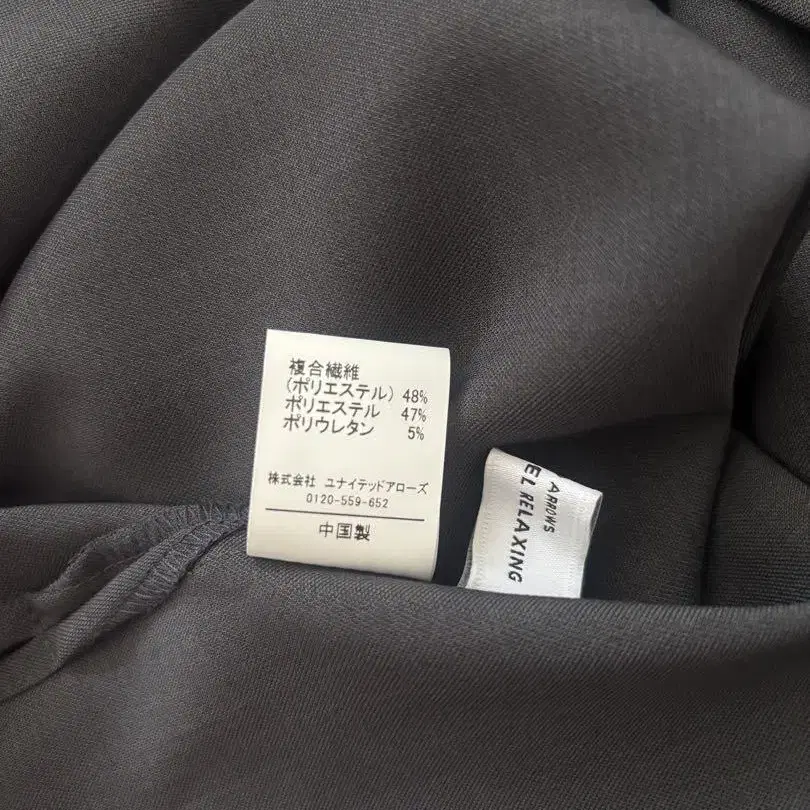 複合繊維
(ポリエステル) 48%
ポリエステル 47%
ポリウレタン 5%
株式会社 ユナイテッドアローズ
0120-559-652
中国製
ARROWS
EL RELAXING